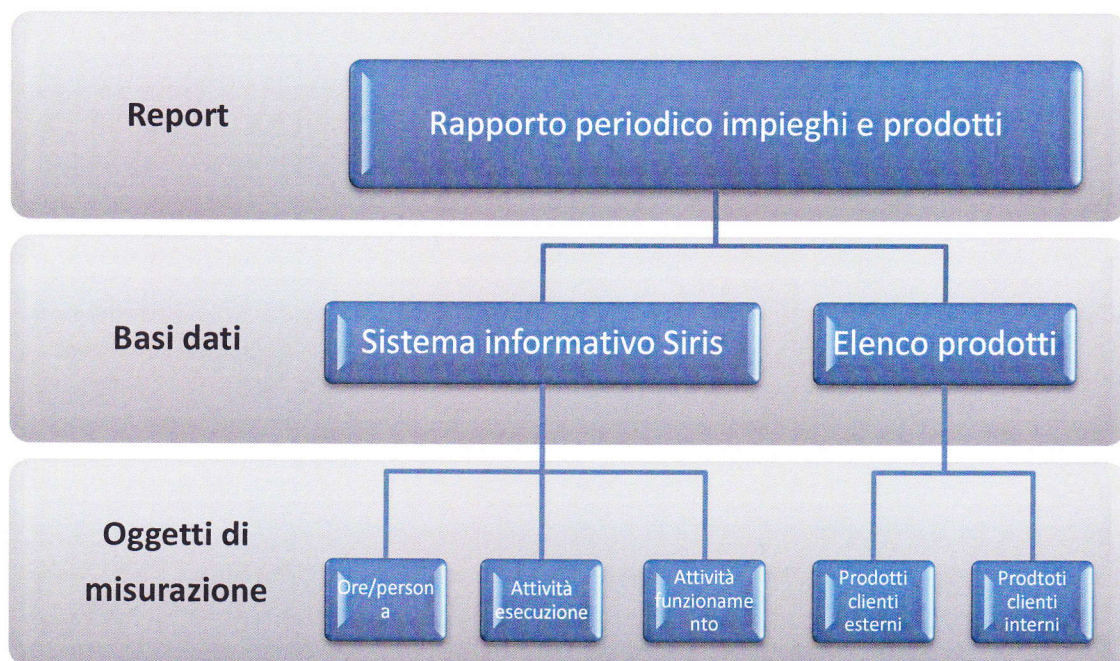 Report
Rapporto periodico impieghi e prodotti
Basi dati
Sistema informativo Siris
Elenco prodotti
Oggetti di
misurazione
Ore/person
a
Attività
esecuzione
Attività
funzioname
nto
Prodotti
clienti
esterni
Prodtoti
clienti
interni